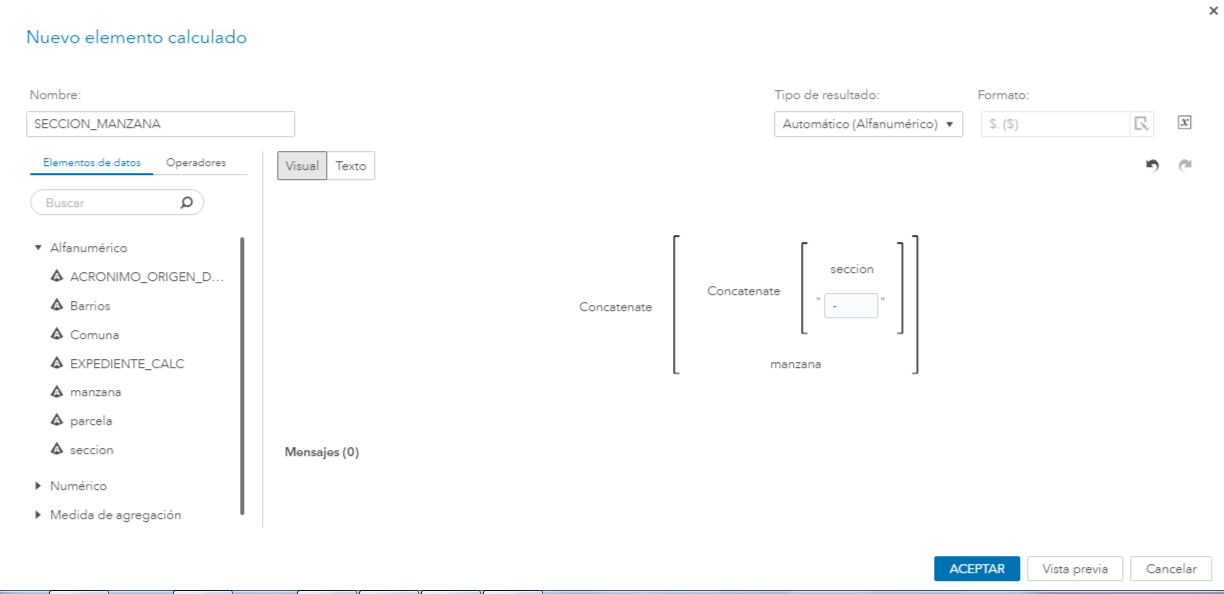 ×
Nuevo elemento calculado
Nombre:
Tipo de resultado:
Formato:
SECCION_MANZANA
Automático (Alfanumérico)
$. ($)
x
Elementos de datos
Operadores
Visual
Texto
Buscar
Alfanumérico
ACRONIMO_ORIGEN_D...
Barrios
Comuna
EXPEDIENTE_CALC
manzana
parcela
seccion
Numérico
Medida de agregación
Concatenate
Concatenate
seccion
" - "
manzana
Mensajes (0)
ACEPTAR
Vista previa
Cancelar